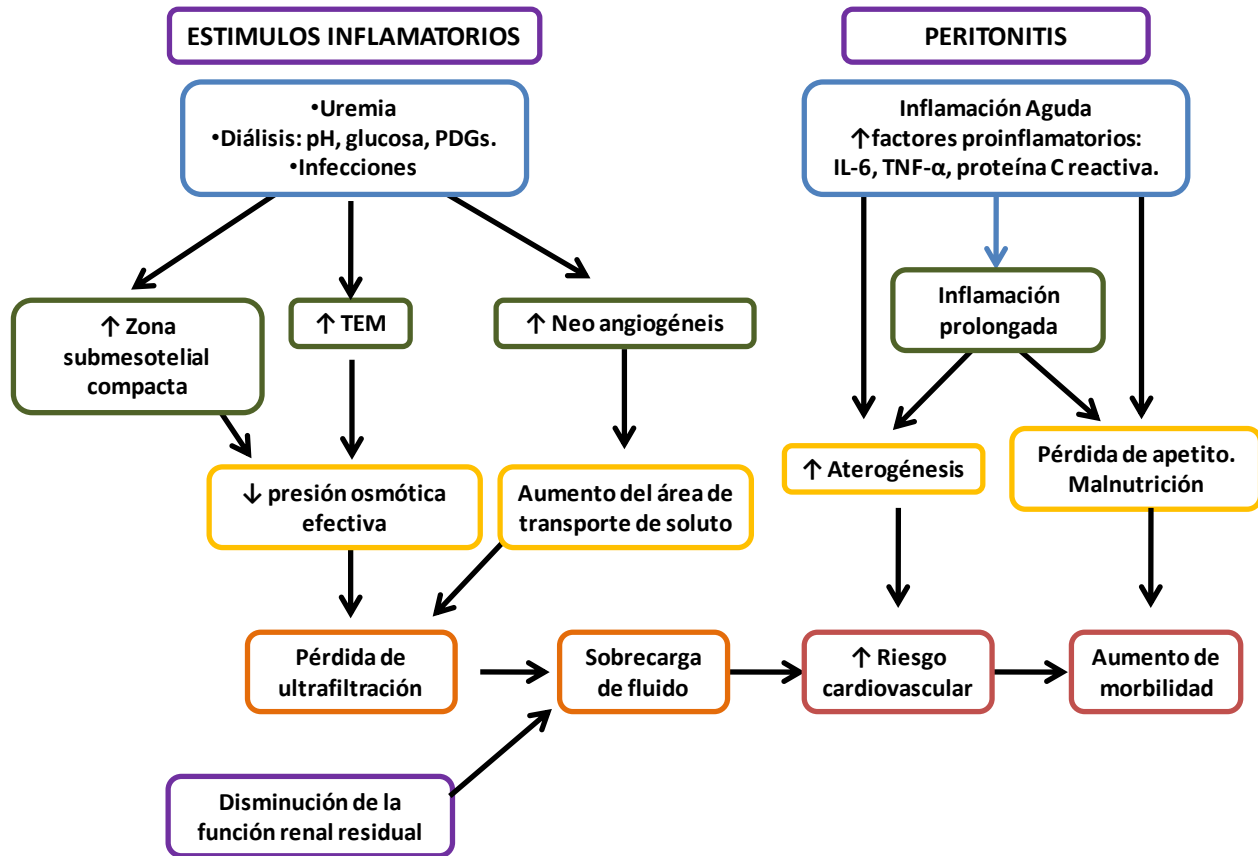 ESTIMULOS INFLAMATORIOS
•Uremia
•Diálisis: pH, glucosa, PDGs.
•Infecciones
↑ Zona
submesotelial
compacta
↑ TEM
↑ Neo angiogéneis
↓ presión osmótica
efectiva
Aumento del área de
transporte de soluto
Pérdida de
ultrafiltración
Sobrecarga
de fluido
Disminución de la
función renal residual
PERITONITIS
Inflamación Aguda
↑factores proinflamatorios:
IL-6, TNF-α, proteína C reactiva.
Inflamación
prolongada
↑ Aterogénesis
Pérdida de apetito.
Malnutrición
↑ Riesgo
cardiovascular
Aumento de
morbilidad